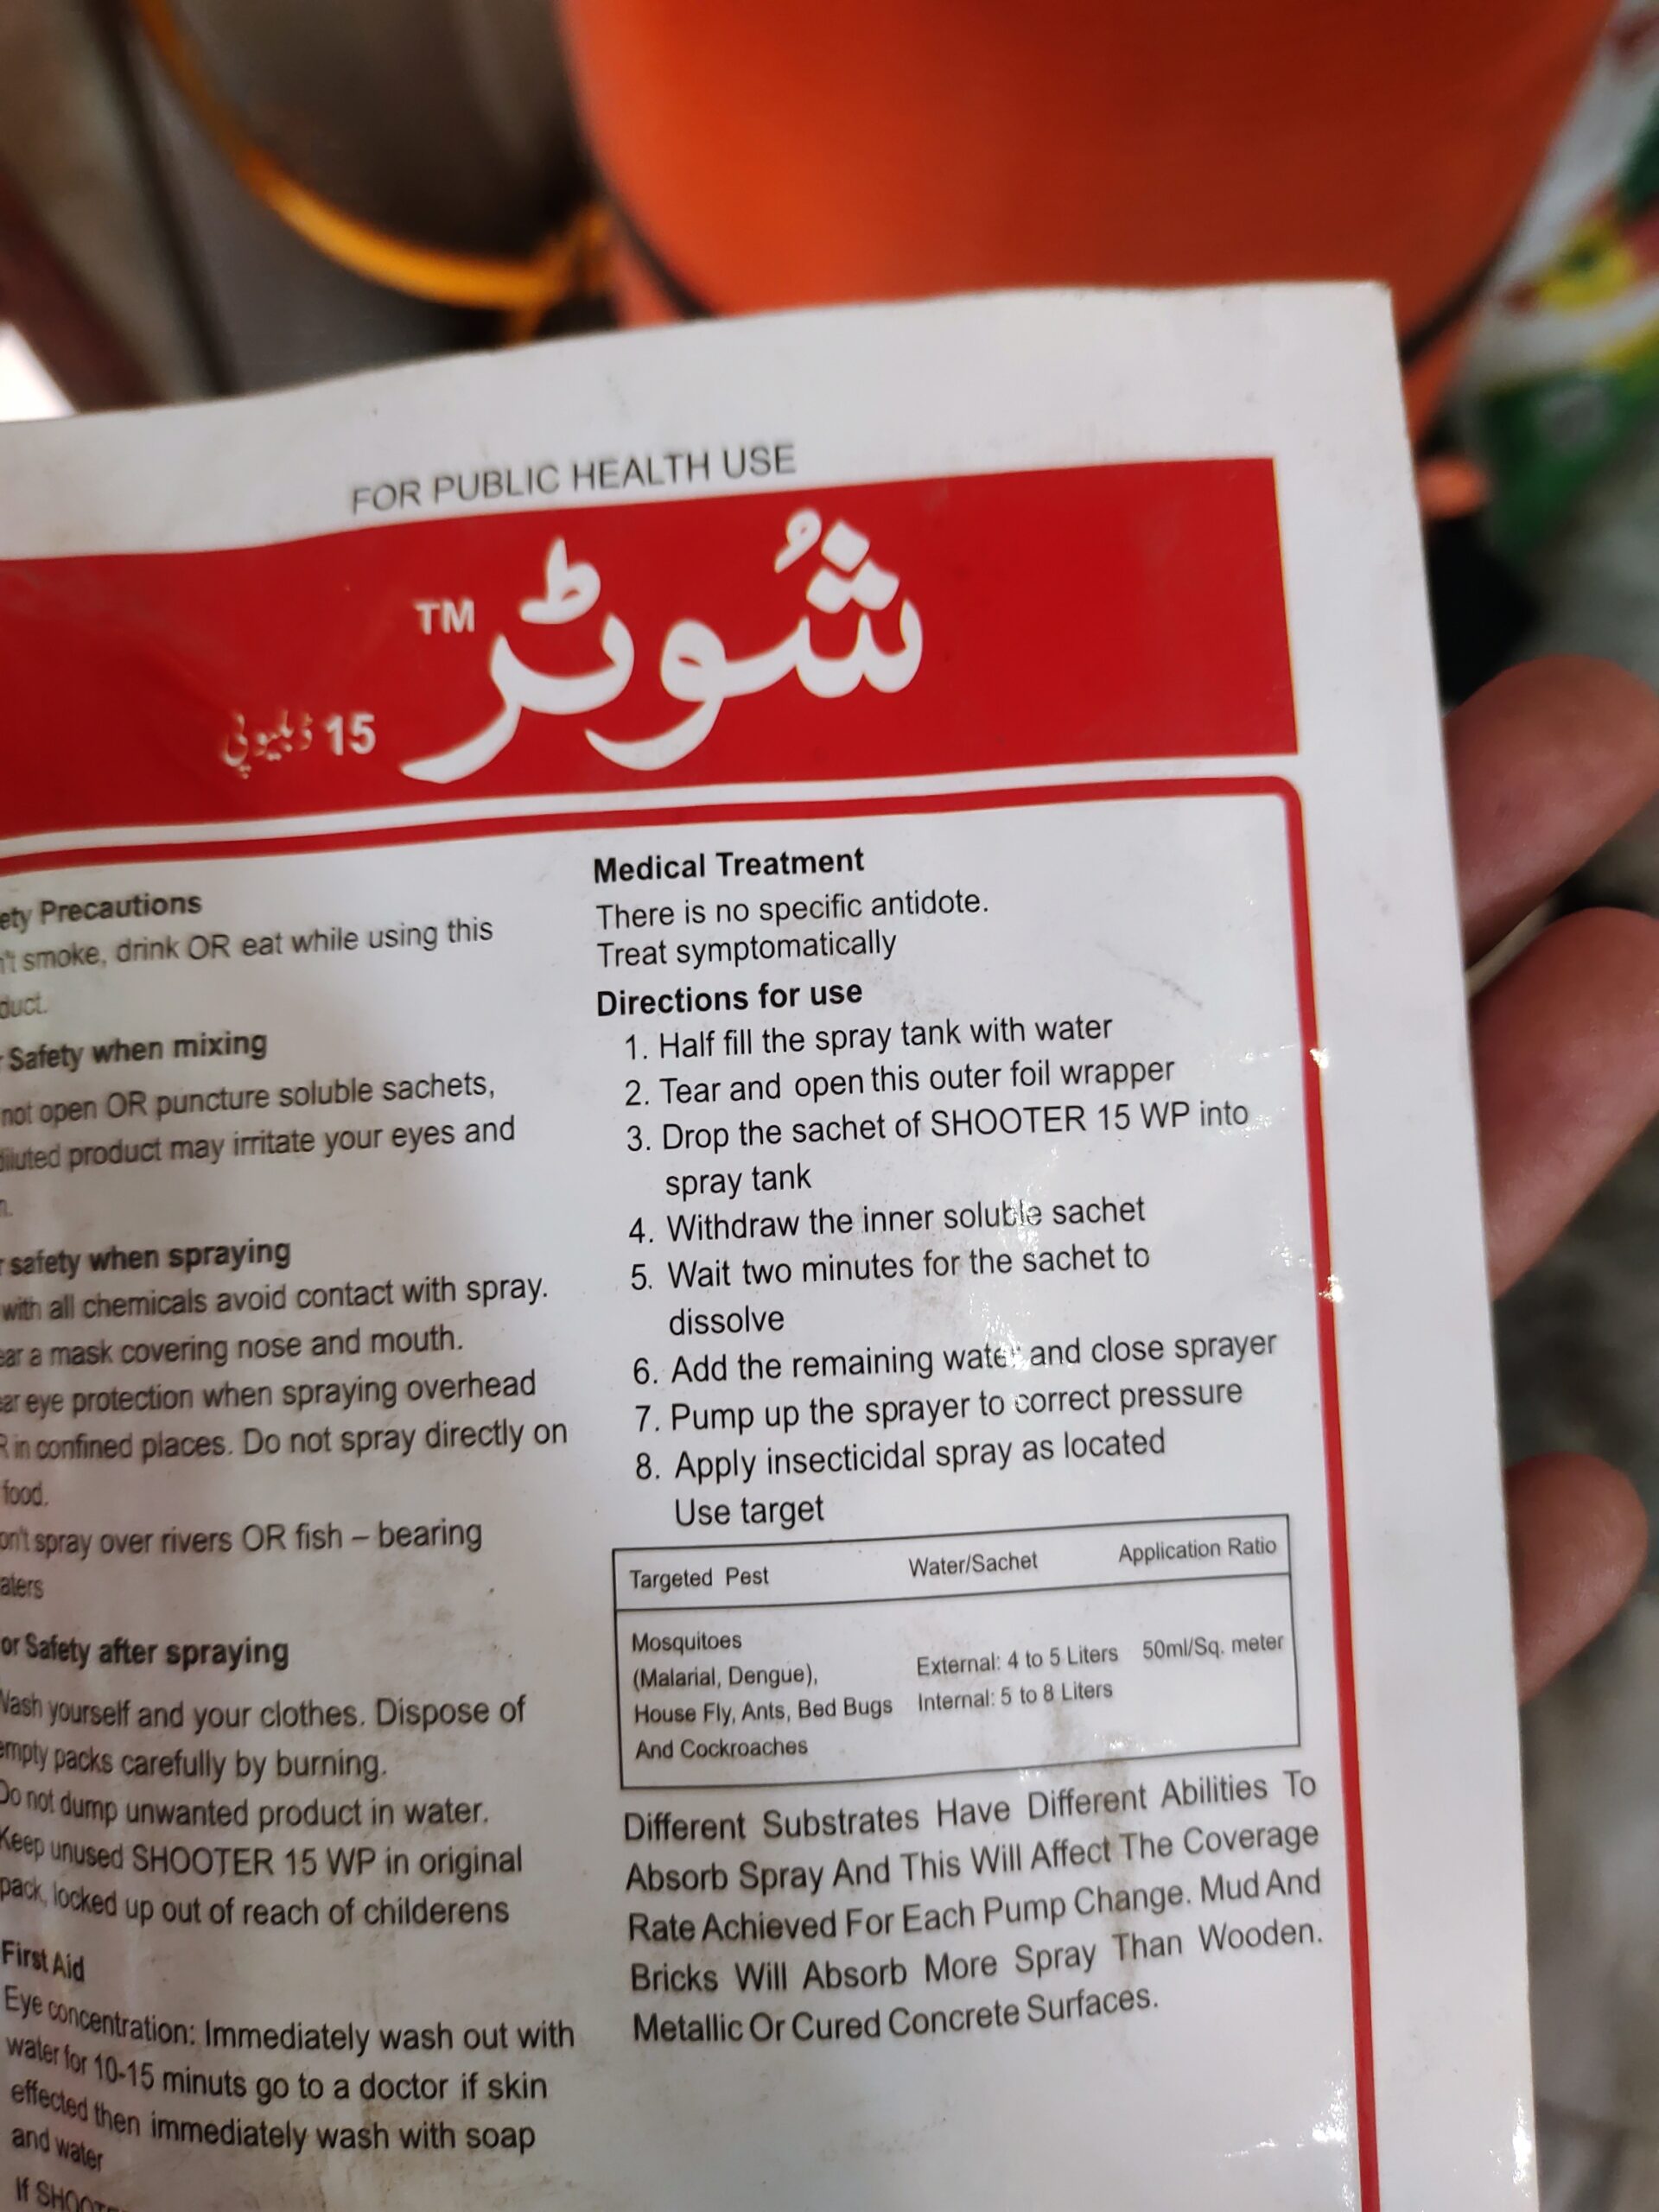 FOR PUBLIC HEALTH USE
شُوٹر TM
15 ڈبلیوپی
Precautions
smoke, drink OR eat while using this
Safety when mixing
not open OR puncture soluble sachets,
product may irritate your eyes and
safety when spraying
with all chemicals avoid contact with spray.
a mask covering nose and mouth.
eye protection when spraying overhead
in confined places. Do not spray directly on
food.
spray over rivers OR fish – bearing
Safety after spraying
yourself and your clothes. Dispose of
packs carefully by burning.
Do not dump unwanted product in water.
Keep unused SHOOTER 15 WP in original
pack, locked up out of reach of childerens
First Aid
Eye concentration: Immediately wash out with
water for 10-15 minuts go to a doctor if skin
effected then immediately wash with soap
and water
If
Medical Treatment
There is no specific antidote.
Treat symptomatically
Directions for use
1. Half fill the spray tank with water
2. Tear and open this outer foil wrapper
3. Drop the sachet of SHOOTER 15 WP into
spray tank
4. Withdraw the inner soluble sachet
5. Wait two minutes for the sachet to
dissolve
6. Add the remaining water and close sprayer
7. Pump up the sprayer to correct pressure
8. Apply insecticidal spray as located
Use target
Targeted Pest Water/Sachet Application Ratio
Mosquitoes
(Malarial, Dengue), External: 4 to 5 Liters 50ml/Sq. meter
House Fly, Ants, Bed Bugs Internal: 5 to 8 Liters
And Cockroaches
Different Substrates Have Different Abilities To
Absorb Spray And This Will Affect The Coverage
Rate Achieved For Each Pump Change. Mud And
Bricks Will Absorb More Spray Than Wooden.
Metallic Or Cured Concrete Surfaces.